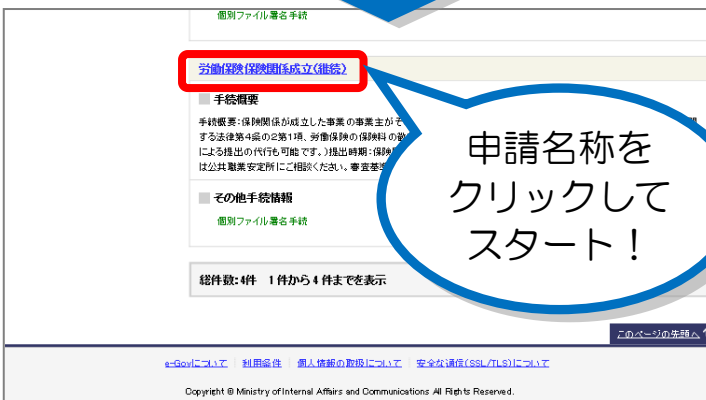 個別ファイル署名手続
労働保険保険関係成立(継続)
手続概要
手続概要:保険関係が成立した事業の事業主がそ
する法律第4条の2第1項、労働保険の保険料の徴
による提出の代行も可能です。)提出時期:保険
は公共職業安定所にご相談ください。審査基
その他手続情報
個別ファイル署名手続
総件数:4件 1 件から 4 件までを表示
申請名称を
クリックして
スタート！
このページの先頭へ
e-Govについて 利用条件 個人情報の取扱について 安全な通信(SSL/TLS)について
Copyright © Ministry of Internal Affairs and Communications All Rights Reserved.